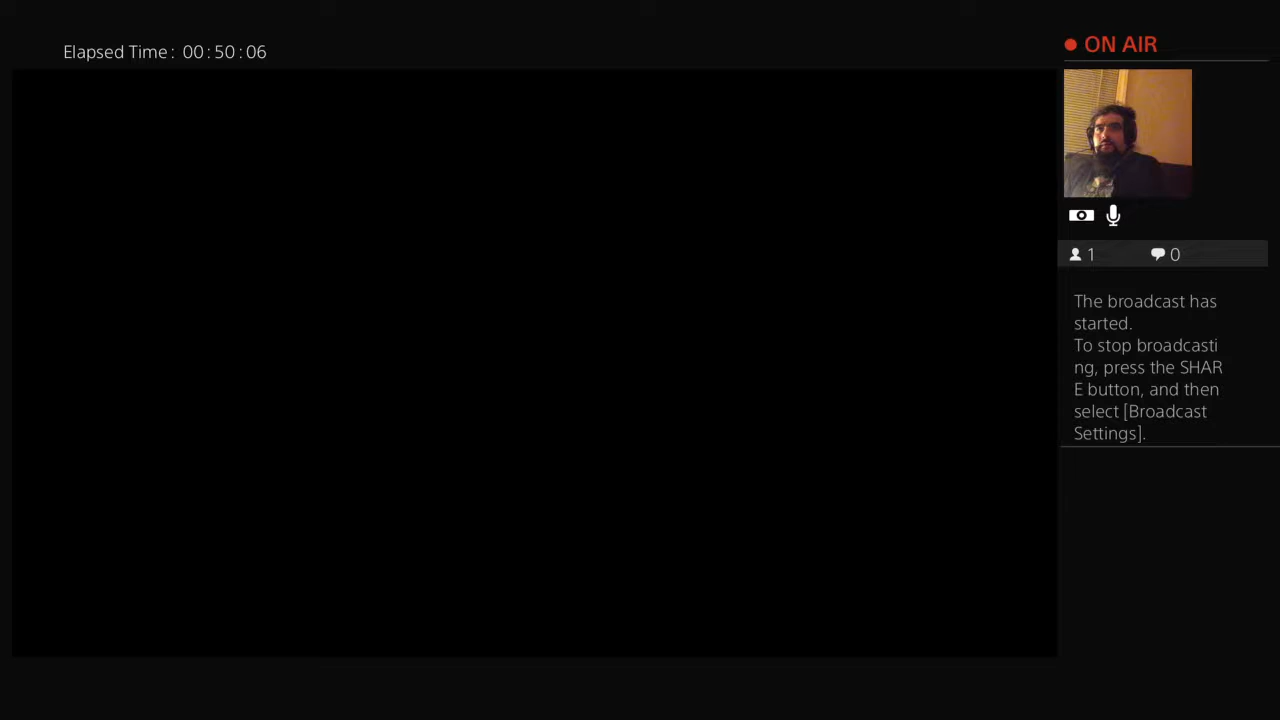 Elapsed Time: 00:50:06
ON AIR
1
0
The broadcast has
started.
To stop broadcasti
ng, press the SHAR
E button, and then
select [Broadcast
Settings].